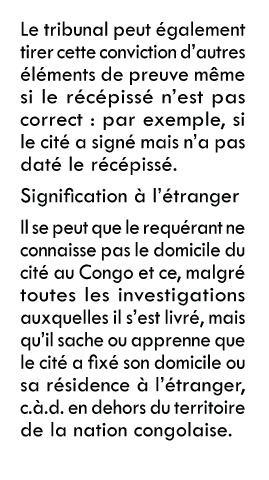 Le tribunal peut également
tirer cette conviction d'autres
éléments de preuve même
si le récépissé n'est pas
correct : par exemple, si
le cité a signé mais n'a pas
daté le récépissé.
Signification à l'étranger
Il se peut que le requérant ne
connaisse pas le domicile du
cité au Congo et ce, malgré
toutes les investigations
auxquelles il s'est livré, mais
qu'il sache ou apprenne que
le cité a fixé son domicile ou
sa résidence à l'étranger,
c.à.d. en dehors du territoire
de la nation congolaise.